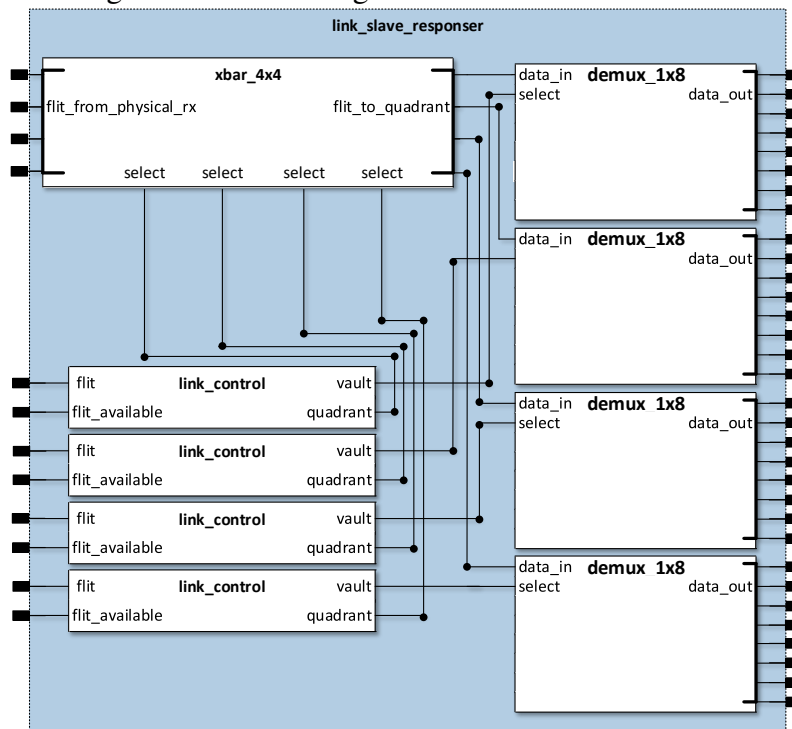 link_slave_responser
xbar_4x4
flit_from_physical_rx
flit_to_quadrant
select
select
select
select
data_in
demux_1x8
select
data_out
data_in
demux_1x8
data_out
flit
link_control
vault
flit_available
quadrant
flit
link_control
vault
flit_available
quadrant
flit
link_control
vault
flit_available
quadrant
flit
link_control
vault
flit_available
quadrant
data_in
demux_1x8
select
data_out
data_in
demux_1x8
select
data_out